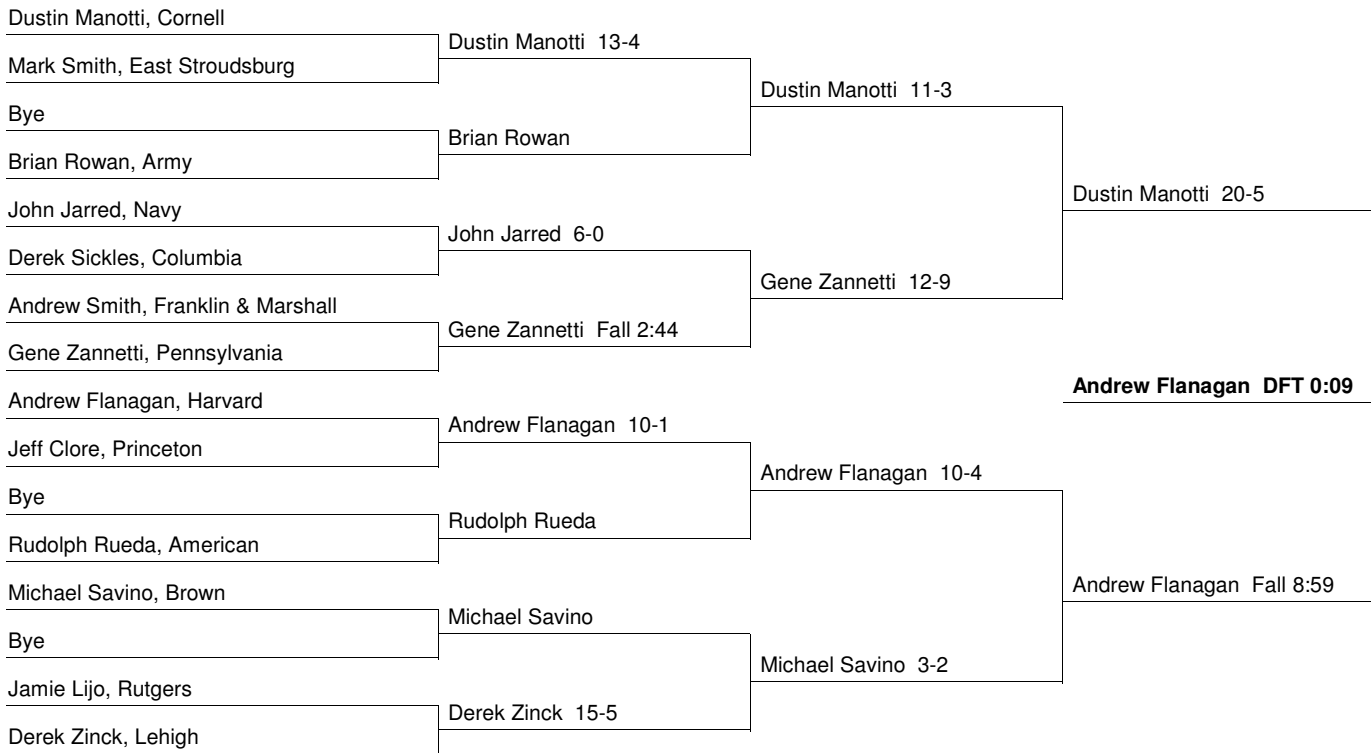 Dustin Manotti, Cornell
Mark Smith, East Stroudsburg
Bye
Brian Rowan, Army
John Jarred, Navy
Derek Sickles, Columbia
Andrew Smith, Franklin & Marshall
Gene Zannetti, Pennsylvania
Andrew Flanagan, Harvard
Jeff Clore, Princeton
Bye
Rudolph Rueda, American
Michael Savino, Brown
Bye
Jamie Lijo, Rutgers
Derek Zinck, Lehigh
Dustin Manotti 13-4
Brian Rowan
John Jarred 6-0
Gene Zannetti Fall 2:44
Andrew Flanagan 10-1
Rudolph Rueda
Michael Savino
Derek Zinck 15-5
Dustin Manotti 11-3
Gene Zannetti 12-9
Andrew Flanagan 10-4
Michael Savino 3-2
Dustin Manotti 20-5
Andrew Flanagan DFT 0:09
Andrew Flanagan Fall 8:59